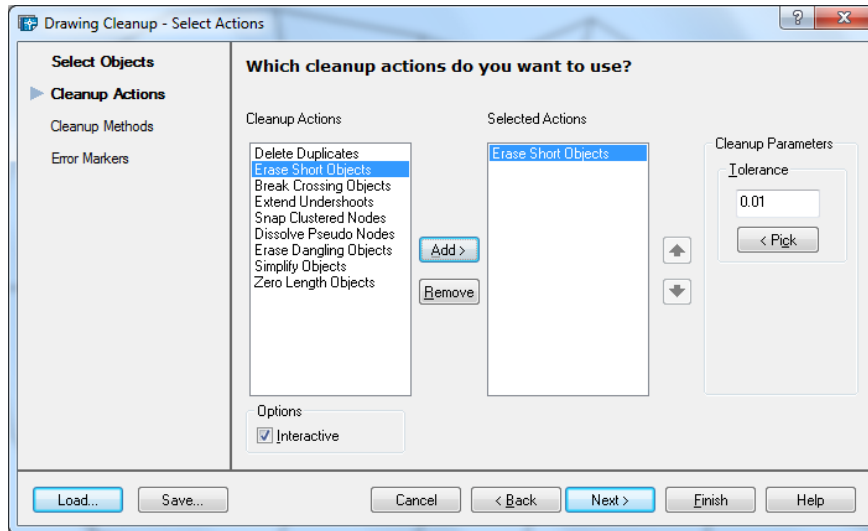 Drawing Cleanup - Select Actions
?
Select Objects
Cleanup Actions
Cleanup Methods
Error Markers
Which cleanup actions do you want to use?
Cleanup Actions
Delete Duplicates
Erase Short Objects
Break Crossing Objects
Extend Undershoots
Snap Clustered Nodes
Dissolve Pseudo Nodes
Erase Dangling Objects
Simplify Objects
Zero Length Objects
Add >
Remove
Selected Actions
Erase Short Objects
Cleanup Parameters
Tolerance
0.01
< Pick
Options
Interactive
Load...
Save...
Cancel
< Back
Next >
Finish
Help